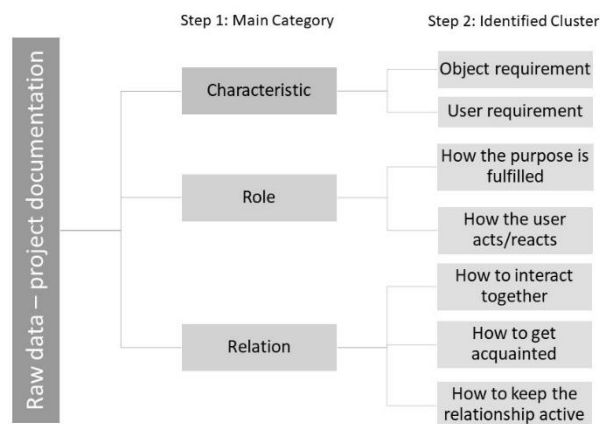 Step 1: Main Category
Step 2: Identified Cluster
Raw data – project documentation
Characteristic
Object requirement
User requirement
Role
How the purpose is
fulfilled
How the user
acts/reacts
Relation
How to interact
together
How to get
acquainted
How to keep the
relationship active